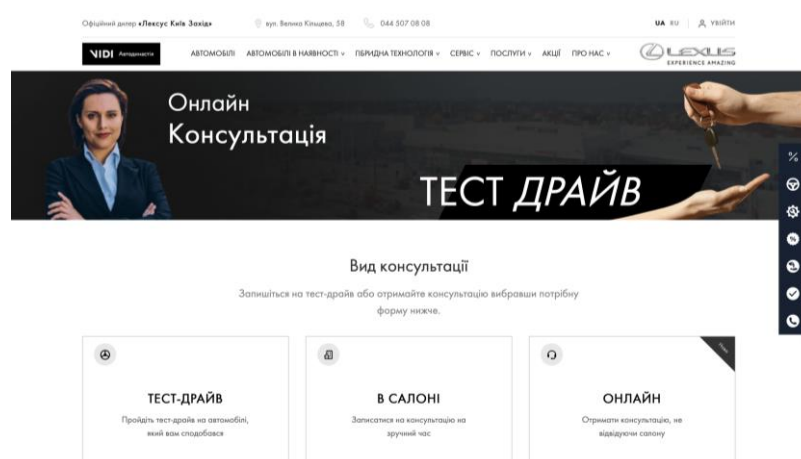 Офіційний дилер «Лексус Київ Захід»
вул. Велика Кільцева, 58
044 507 08 08
UA RU
УВІЙТИ
VIDI Автодинастія
АВТОМОБІЛІ
АВТОМОБІЛІ В НАЯВНОСТІ
ГІБРИДНА ТЕХНОЛОГІЯ
СЕРВІС
ПОСЛУГИ
АКЦІЇ
ПРО НАС
LEXUS
EXPERIENCE AMAZING
Онлайн
Консультація
ТЕСТ ДРАЙВ
Вид консультації
Запишіться на тест-драйв або отримайте консультацію вибравши потрібну
форму нижче.
ТЕСТ-ДРАЙВ
Пройдіть тест-драйв на автомобілі,
який вам сподобався
В САЛОНІ
Записатися на консультацію на
зручний час
ОНЛАЙН
Отримати консультацію, не
відвідуючи салону